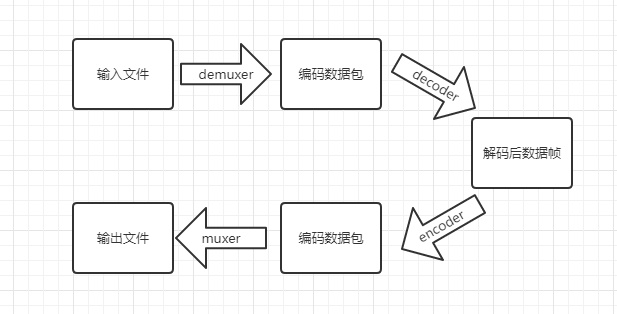 输入文件
demuxer
编码数据包
decoder
解码后数据帧
encoder
编码数据包
muxer
输出文件